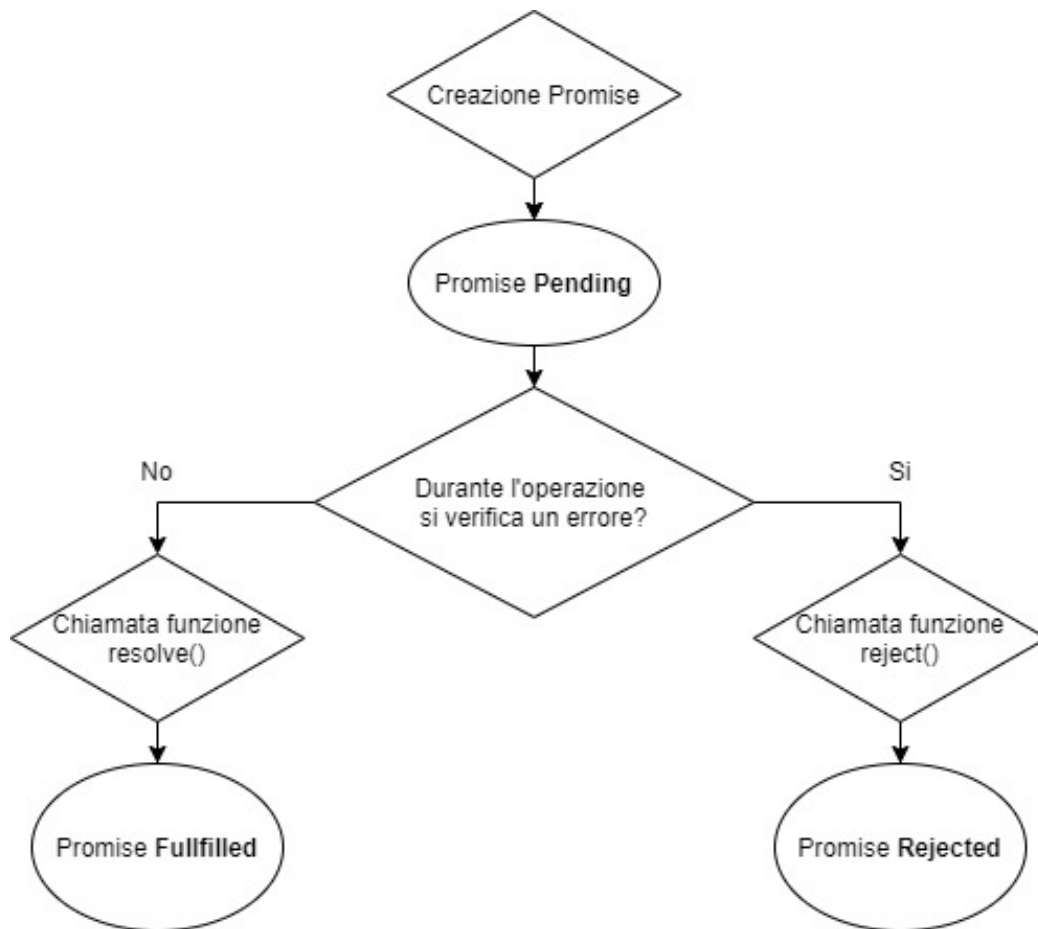 Creazione Promise
Promise Pending
No
Si
Durante l'operazione
si verifica un errore?
Chiamata funzione
resolve()
Chiamata funzione
reject()
Promise Fullfilled
Promise Rejected